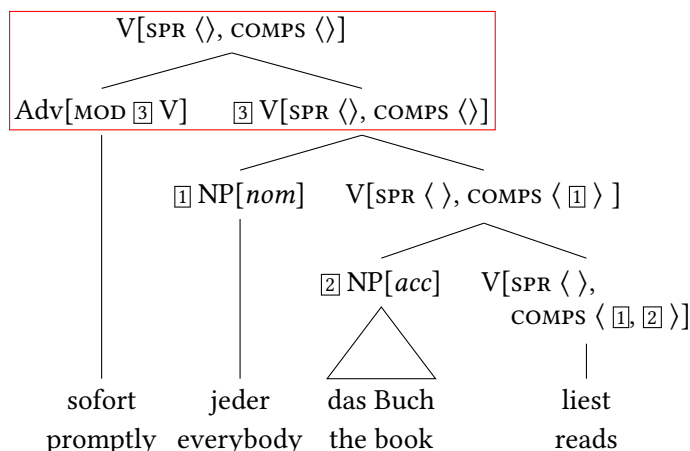 V[SPR ⟨⟩, COMPS ⟨⟩]
Adv[MOD 3 V] 3 V[SPR ⟨⟩, COMPS ⟨⟩]
1 NP[nom] V[SPR ⟨ ⟩, COMPS ⟨ 1 ⟩ ]
2 NP[acc] V[SPR ⟨ ⟩,
COMPS ⟨ 1, 2 ⟩]
sofort jeder das Buch liest
promptly everybody the book reads